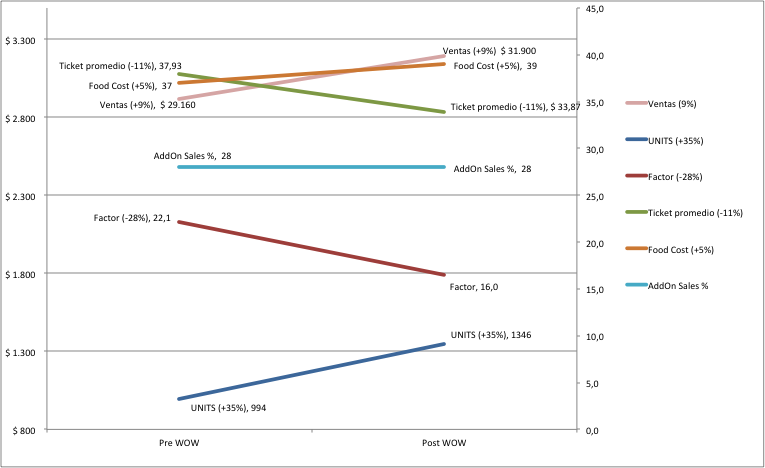 45,0
$ 3.300
Ventas (+9%) $ 31.900
40,0
Ticket promedio (-11%), 37,93
Food Cost (+5%), 39
Food Cost (+5%), 37
Ventas (+9%), $ 29.160
Ticket promedio (-11%), $ 33,87
35,0
$ 2.800
30,0
AddOn Sales %, 28
AddOn Sales %, 28
$ 2.300
25,0
Factor (-28%), 22,1
20,0
$ 1.800
Factor, 16,0
15,0
UNITS (+35%), 1346
10,0
$ 1.300
5,0
UNITS (+35%), 994
$ 800
0,0
Pre WOW
Post WOW
Ventas (9%)
UNITS (+35%)
Factor (-28%)
Ticket promedio (-11%)
Food Cost (+5%)
AddOn Sales %